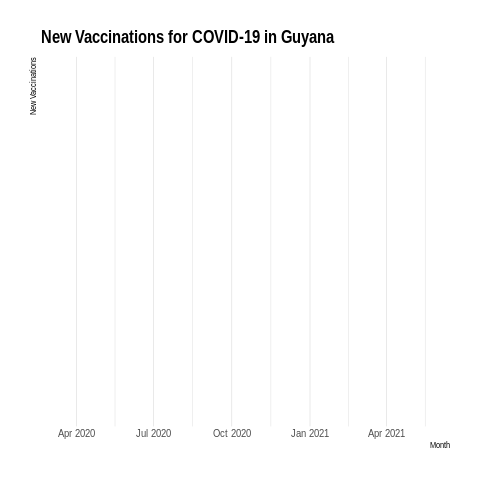 New Vaccinations for COVID-19 in Guyana
New Vaccinations
Apr 2020 Jul 2020 Oct 2020 Jan 2021 Apr 2021
Month